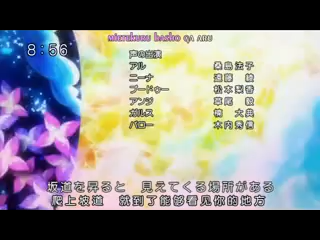 MIETEKURU BASHO GA ARU
8:56
声の出演
アル 桑島法子
ニーナ 遠藤 綾
ブードゥー 松本梨香
アンジ 草尾 毅
ガルス 楠 大典
バロー 木内秀信
坂道を昇ると 見えてくる場所がある
爬上坡道 就到了能够看见你的地方